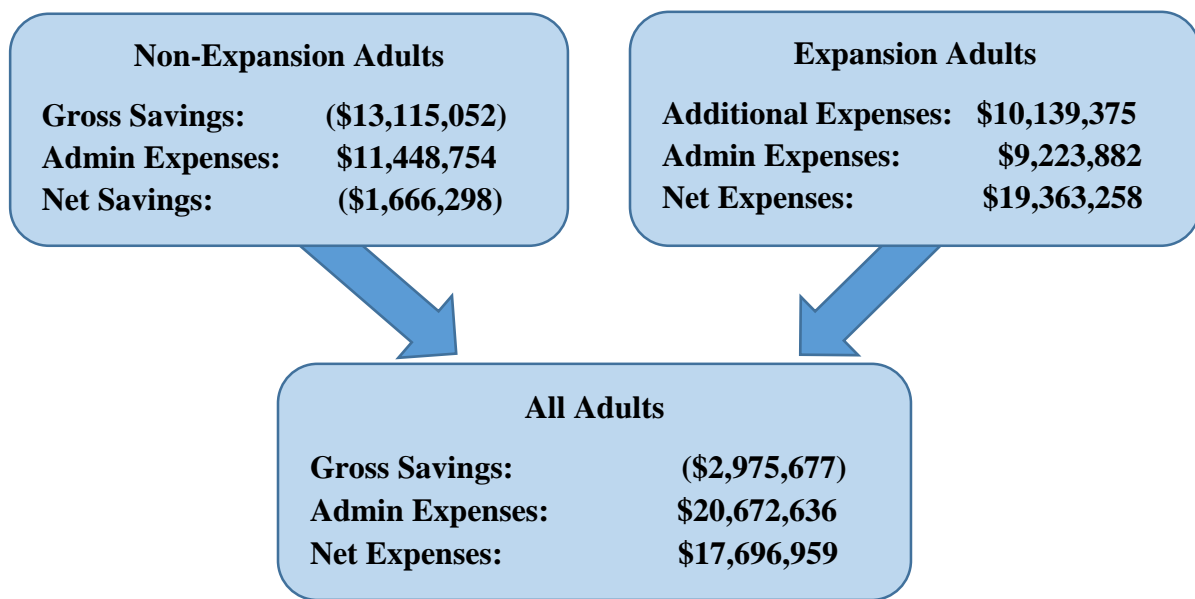 Non-Expansion Adults
Gross Savings: ($13,115,052)
Admin Expenses: $11,448,754
Net Savings: ($1,666,298)
Expansion Adults
Additional Expenses: $10,139,375
Admin Expenses: $9,223,882
Net Expenses: $19,363,258
All Adults
Gross Savings: ($2,975,677)
Admin Expenses: $20,672,636
Net Expenses: $17,696,959